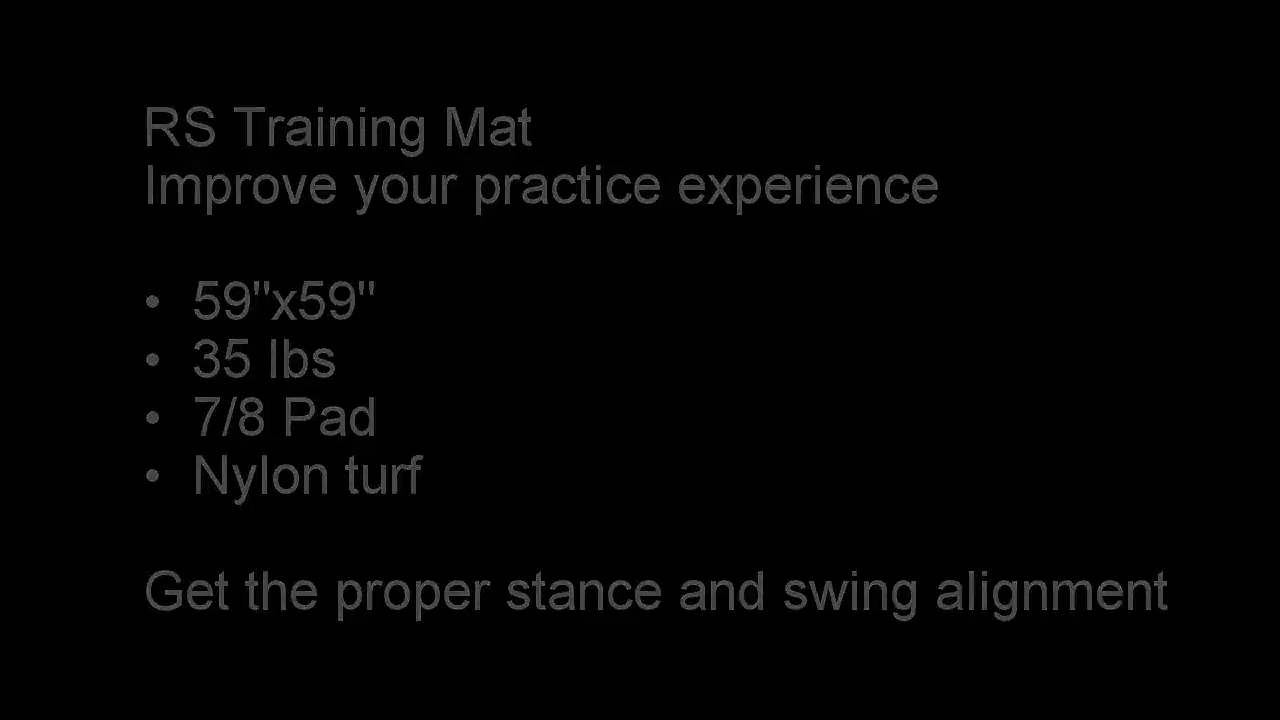 RS Training Mat
Improve your practice experience
• 59"x59"
• 35 lbs
• 7/8 Pad
• Nylon turf
Get the proper stance and swing alignment